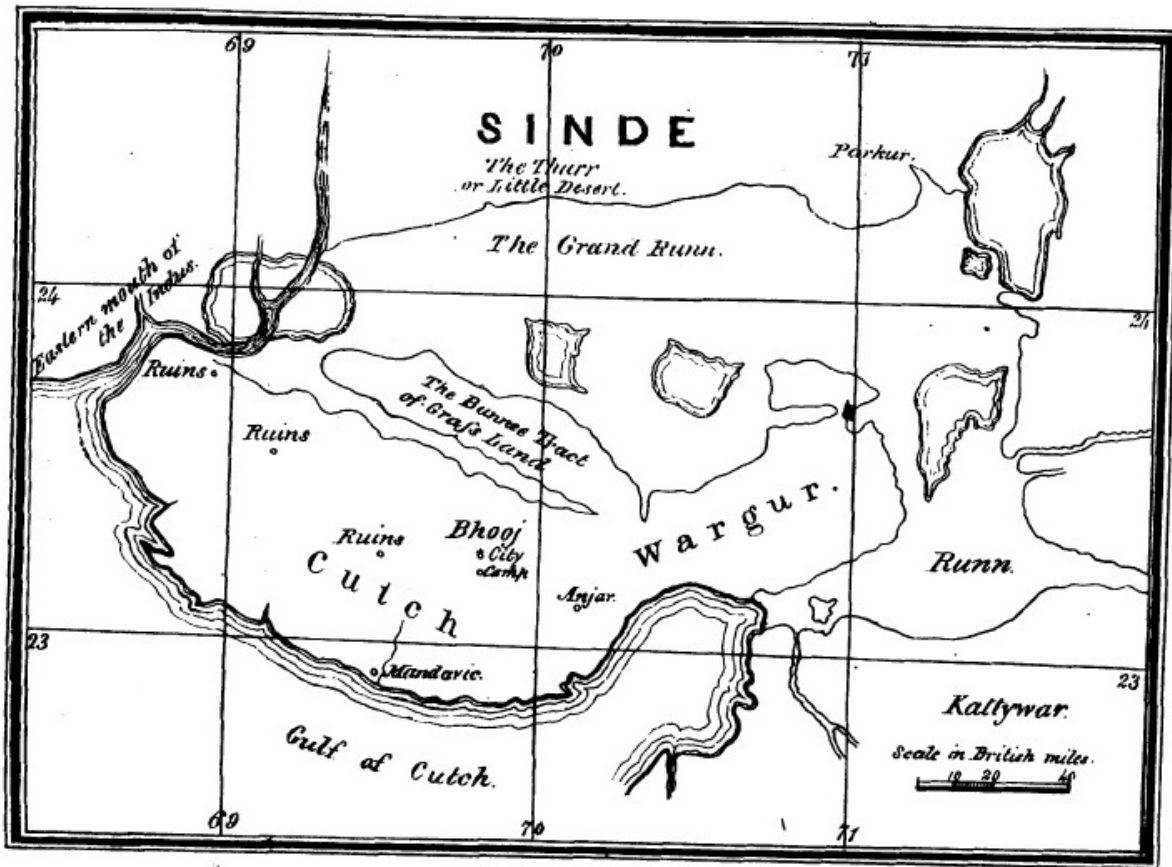 69
70
71
SINDE
The Thurr
or Little Desert.
Parkur.
The Grand Runn.
Eastern mouth of
the Indus.
24
24
Ruins
The Bunnee Tract
of Grass Land
Ruins
Wargur.
Ruins
Bhooj
City
Camp
Cutch
Anjar.
Runn.
23
Mandavie.
23
Gulf of Cutch.
Kattywar.
Scale in British miles.
10 20 40
69
70
71